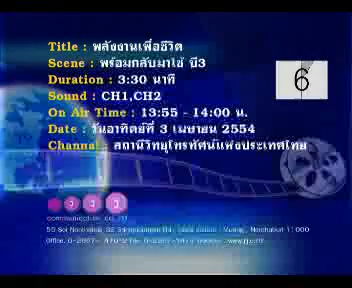 Title : พลังงานเพื่อชีวิต
Scene : พร้อมกลับมาใช้ ปี3
Duration : 3:30 นาที
Sound : CH1,CH2
On Air Time : 13:55 - 14:00 น.
Date : วันอาทิตย์ที่ 3 เมษายน 2554
Channal : สถานีวิทยุโทรทัศน์แห่งประเทศไทย
6
11000